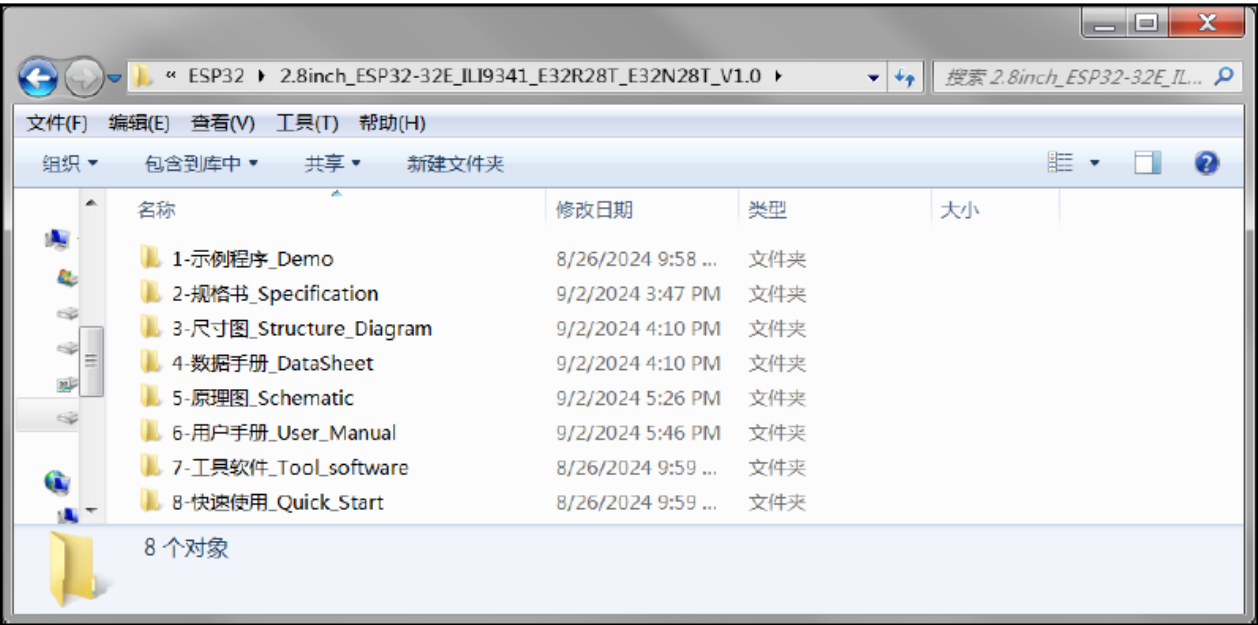 « ESP32 2.8inch_ESP32-32E_ILI9341_E32R28T_E32N28T_V1.0 搜索 2.8inch_ESP32-32E_IL...
文件(F) 编辑(E) 查看(V) 工具(T) 帮助(H)
组织 包含到库中 共享 新建文件夹
名称 修改日期 类型 大小
1-示例程序_Demo 8/26/2024 9:58 ... 文件夹
2-规格书_Specification 9/2/2024 3:47 PM 文件夹
3-尺寸图_Structure_Diagram 9/2/2024 4:10 PM 文件夹
4-数据手册_DataSheet 9/2/2024 4:10 PM 文件夹
5-原理图_Schematic 9/2/2024 5:26 PM 文件夹
6-用户手册_User_Manual 9/2/2024 5:46 PM 文件夹
7-工具软件_Tool_software 8/26/2024 9:59 ... 文件夹
8-快速使用_Quick_Start 8/26/2024 9:59 ... 文件夹
8 个对象